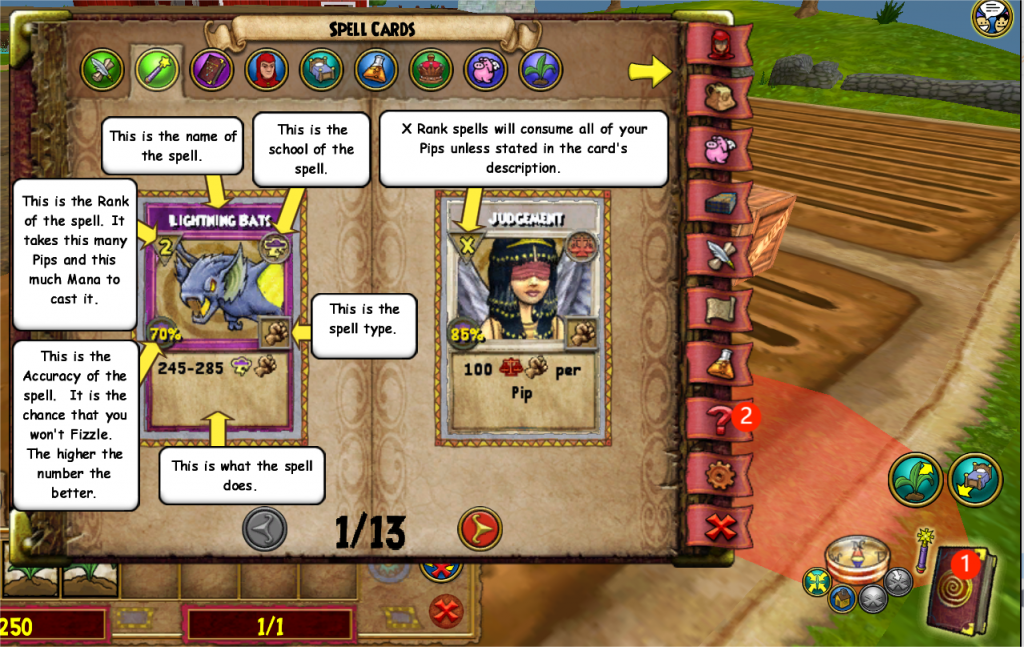 SPELL CARDS
This is the name of
the spell.
This is the
school of the
spell.
X Rank spells will consume all of your
Pips unless stated in the card's
description.
This is the Rank
of the spell. It
takes this many
Pips and this
much Mana to
cast it.
LIGHTNING BATS
2
70%
245-285
JUDGEMENT
X
85%
100 per
Pip
This is the
spell type.
This is the
Accuracy of the
spell. It is the
chance that you
won't Fizzle.
The higher the
number the
better.
This is what the spell
does.
1/13
?
2
1
250
1/1